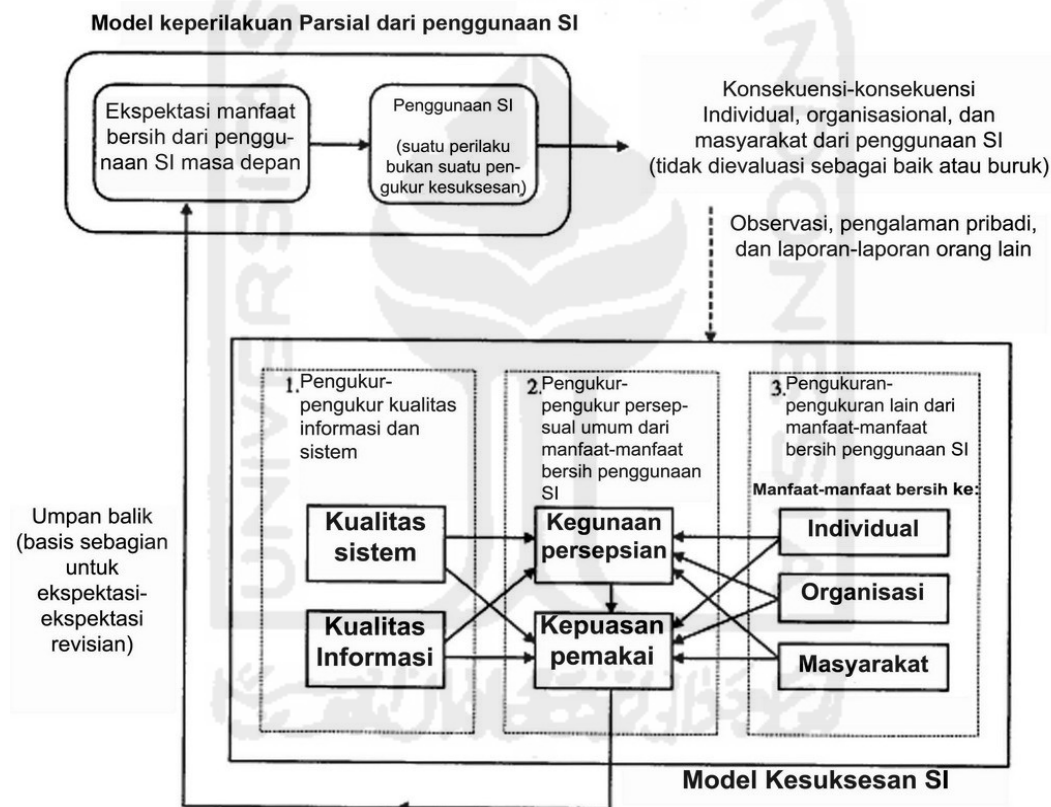 Model keperilakuan Parsial dari penggunaan SI
Ekspektasi manfaat
bersih dari penggu-
naan SI masa depan
Penggunaan SI
(suatu perilaku
bukan suatu pen-
gukur kesuksesan)
Konsekuensi-konsekuensi
Individual, organisasional, dan
masyarakat dari penggunaan SI
(tidak dievaluasi sebagai baik atau buruk)
Observasi, pengalaman pribadi,
dan laporan-laporan orang lain
1. Pengukur-
pengukur kualitas
informasi dan
sistem
2. Pengukur-
pengukur persep-
sual umum dari
manfaat-manfaat
bersih penggunaan
SI
3. Pengukuran-
pengukuran lain dari
manfaat-manfaat
bersih penggunaan SI
Manfaat-manfaat bersih ke:
Kualitas
sistem
Kualitas
Informasi
Kegunaan
persepsian
Kepuasan
pemakai
Individual
Organisasi
Masyarakat
Umpan balik
(basis sebagian
untuk
ekspektasi-
ekspektasi
revisian)
Model Kesuksesan SI
UNIVERSITAS